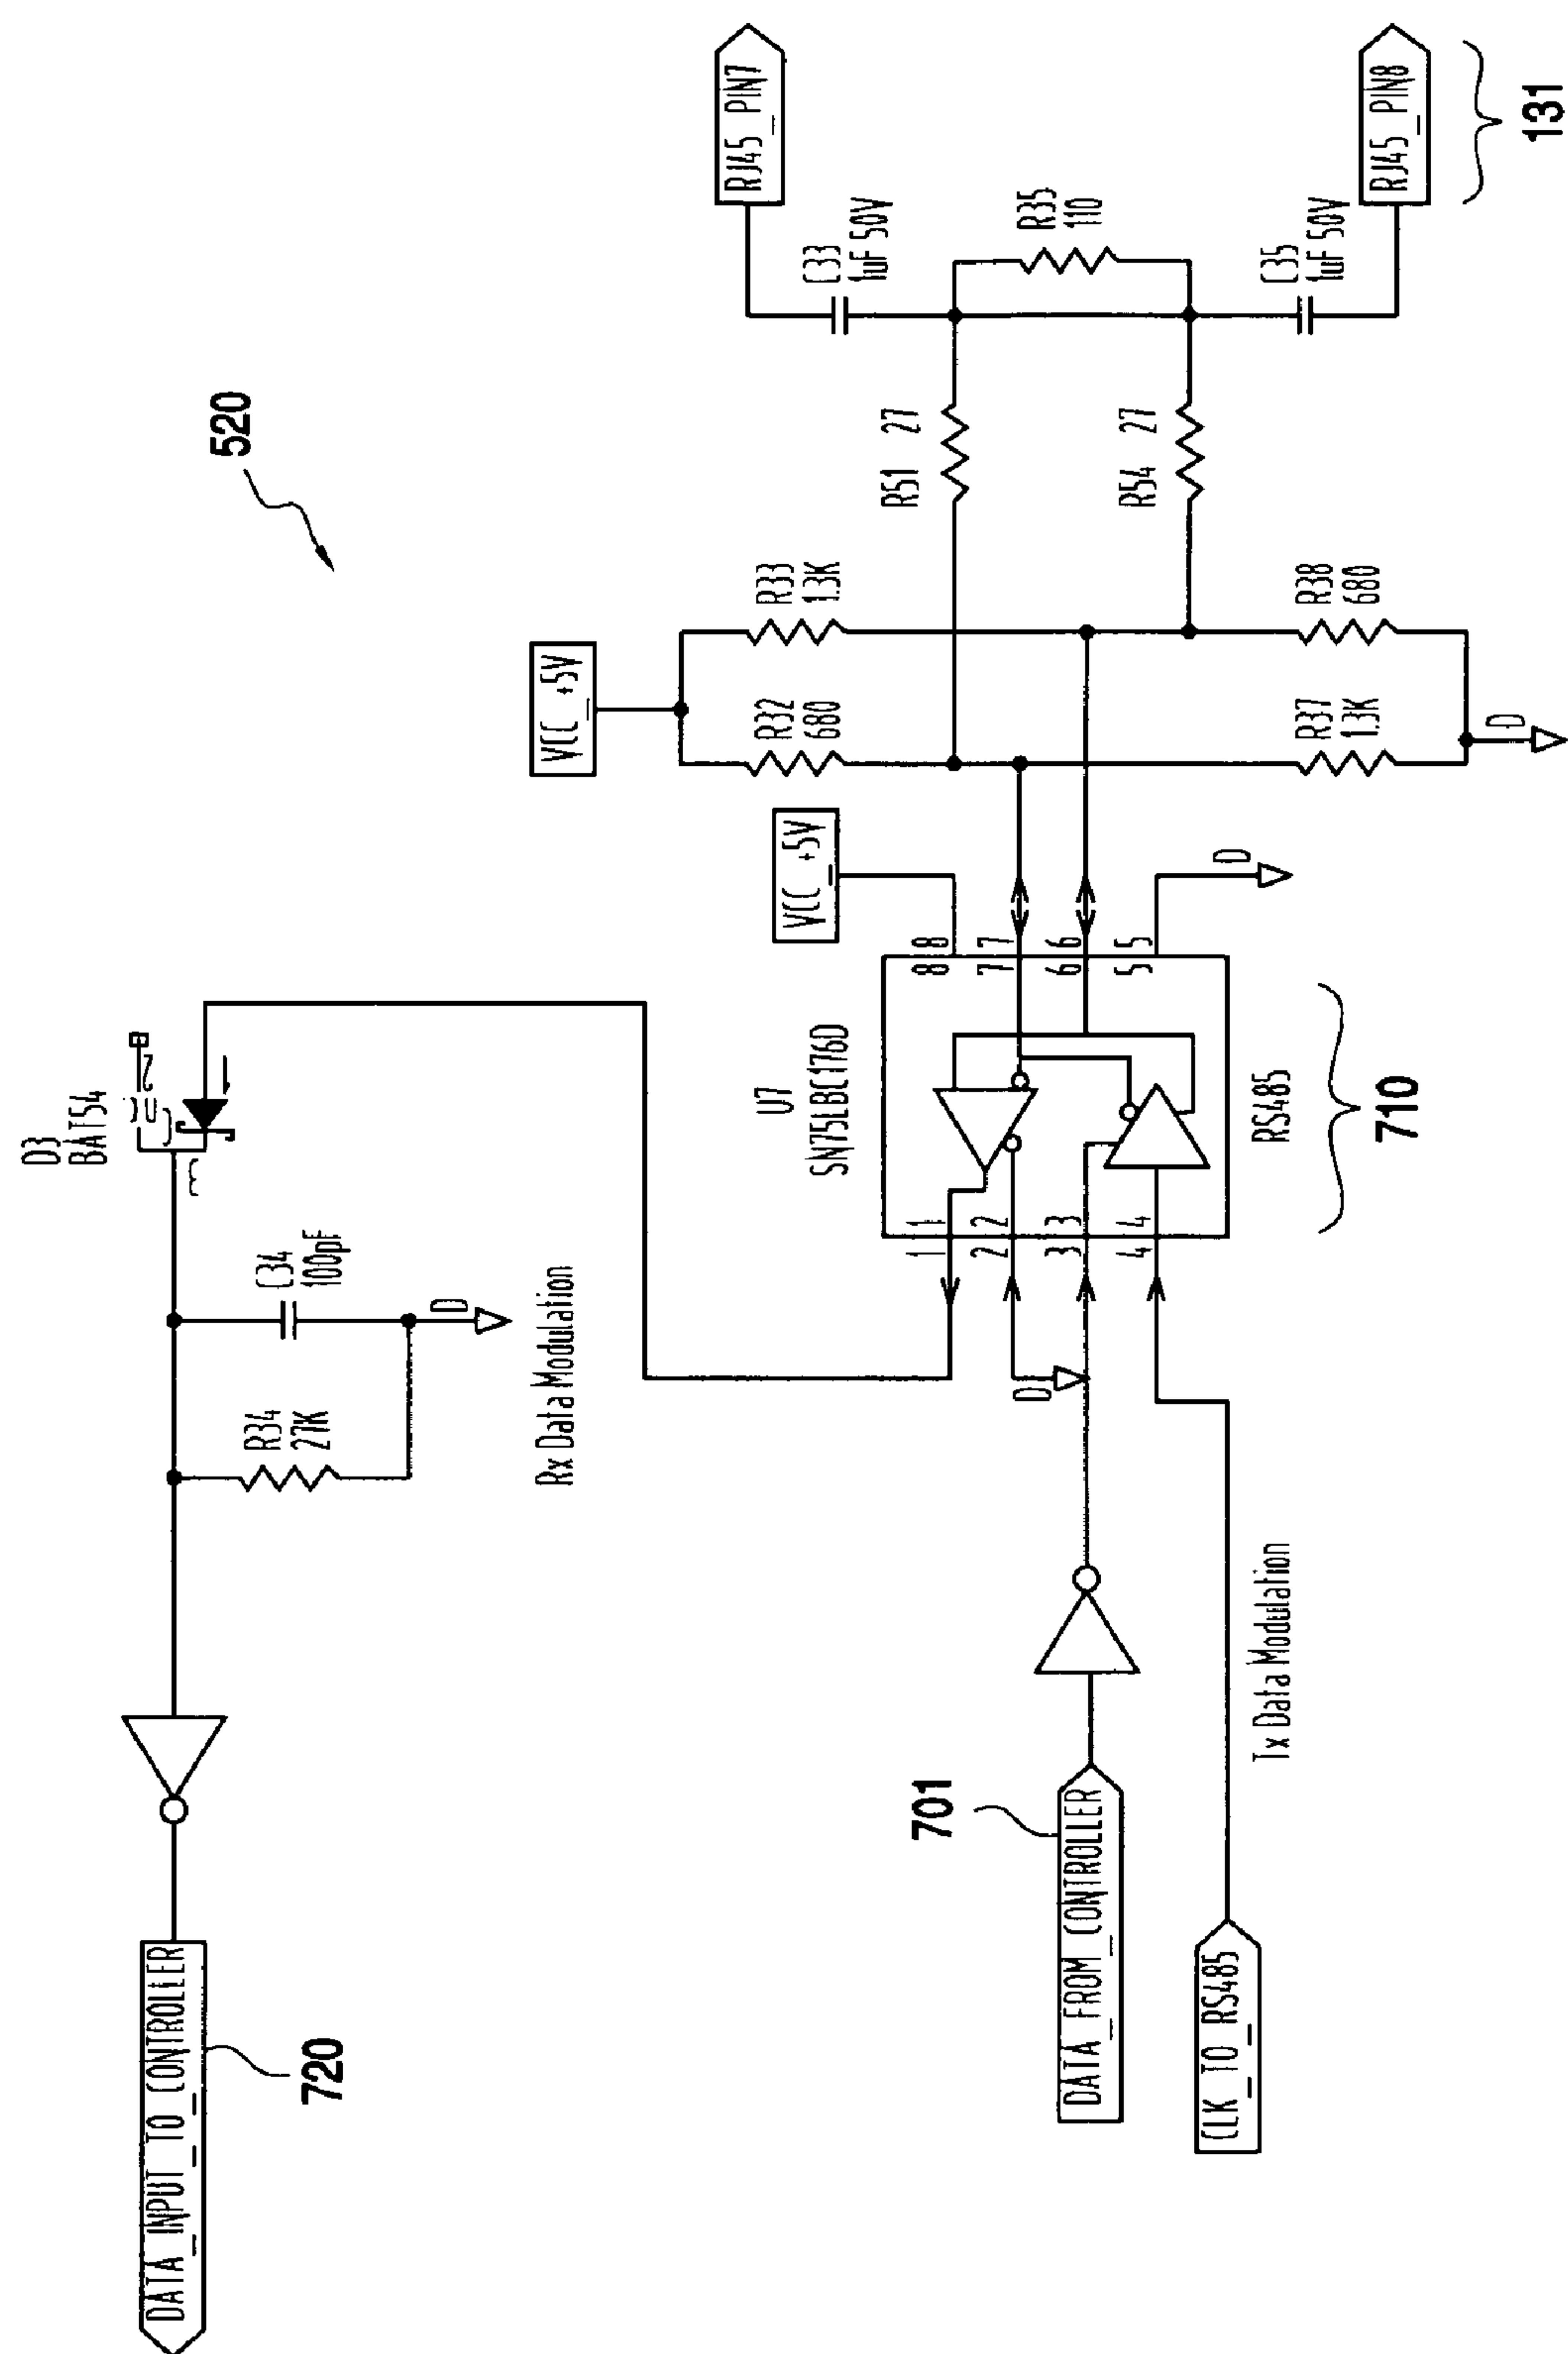 DATA_INPUT_TO_CONTROLLER
720
R34
27K
C34
100pF
D
Rx Data Modulation
D3
BAT54
2
3
520
DATA_FROM_CONTROLLER
701
CLK_TO_RS485
Tx Data Modulation
D
U7
SN75LBC176D
1 1
2 2
3 3
4 4
8 8
7 7
6 6
5 5
RS485
710
VCC_+5V
D
VCC_+5V
R32
680
R33
1.3K
R37
1.3K
R38
680
D
R51 27
R54 27
C33
1uF 50V
R35
110
C35
1uF 50V
RJ45_PIN7
RJ45_PIN8
131